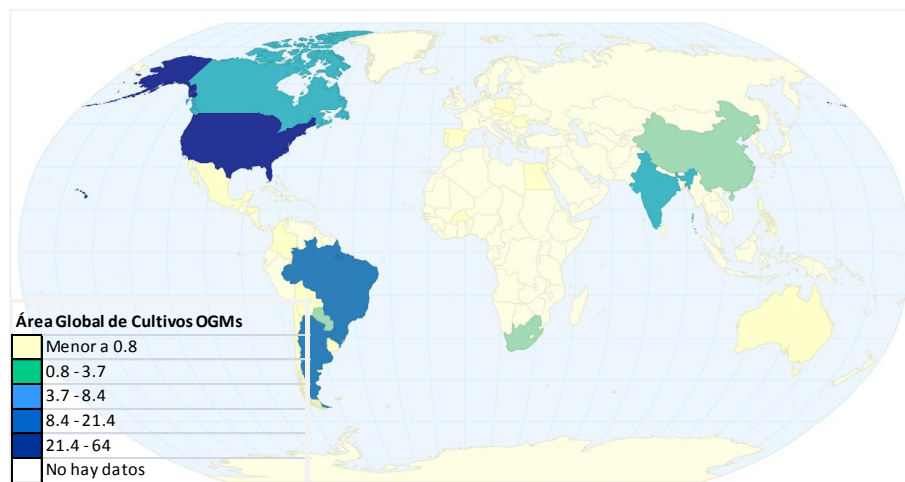 Área Global de Cultivos OGMs
Menor a 0.8
0.8 - 3.7
3.7 - 8.4
8.4 - 21.4
21.4 - 64
No hay datos